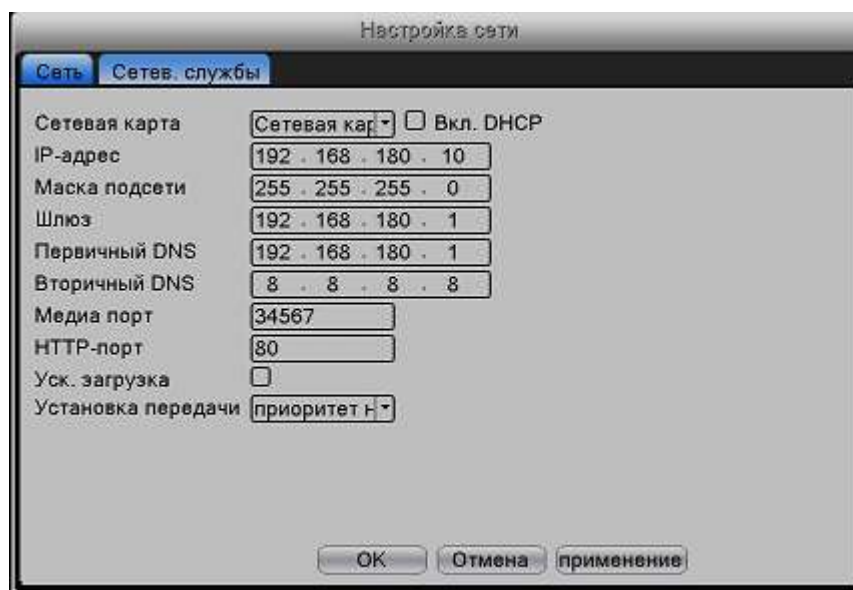 Настройка сети
Сеть Сетев. службы
Сетевая карта Сетевая кар Вкл. DHCP
IP-адрес 192 . 168 . 180 . 10
Маска подсети 255 . 255 . 255 . 0
Шлюз 192 . 168 . 180 . 1
Первичный DNS 192 . 168 . 180 . 1
Вторичный DNS 8 . 8 . 8 . 8
Медиа порт 34567
HTTP-порт 80
Уск. загрузка
Установка передачи приоритет н
OK Отмена применение